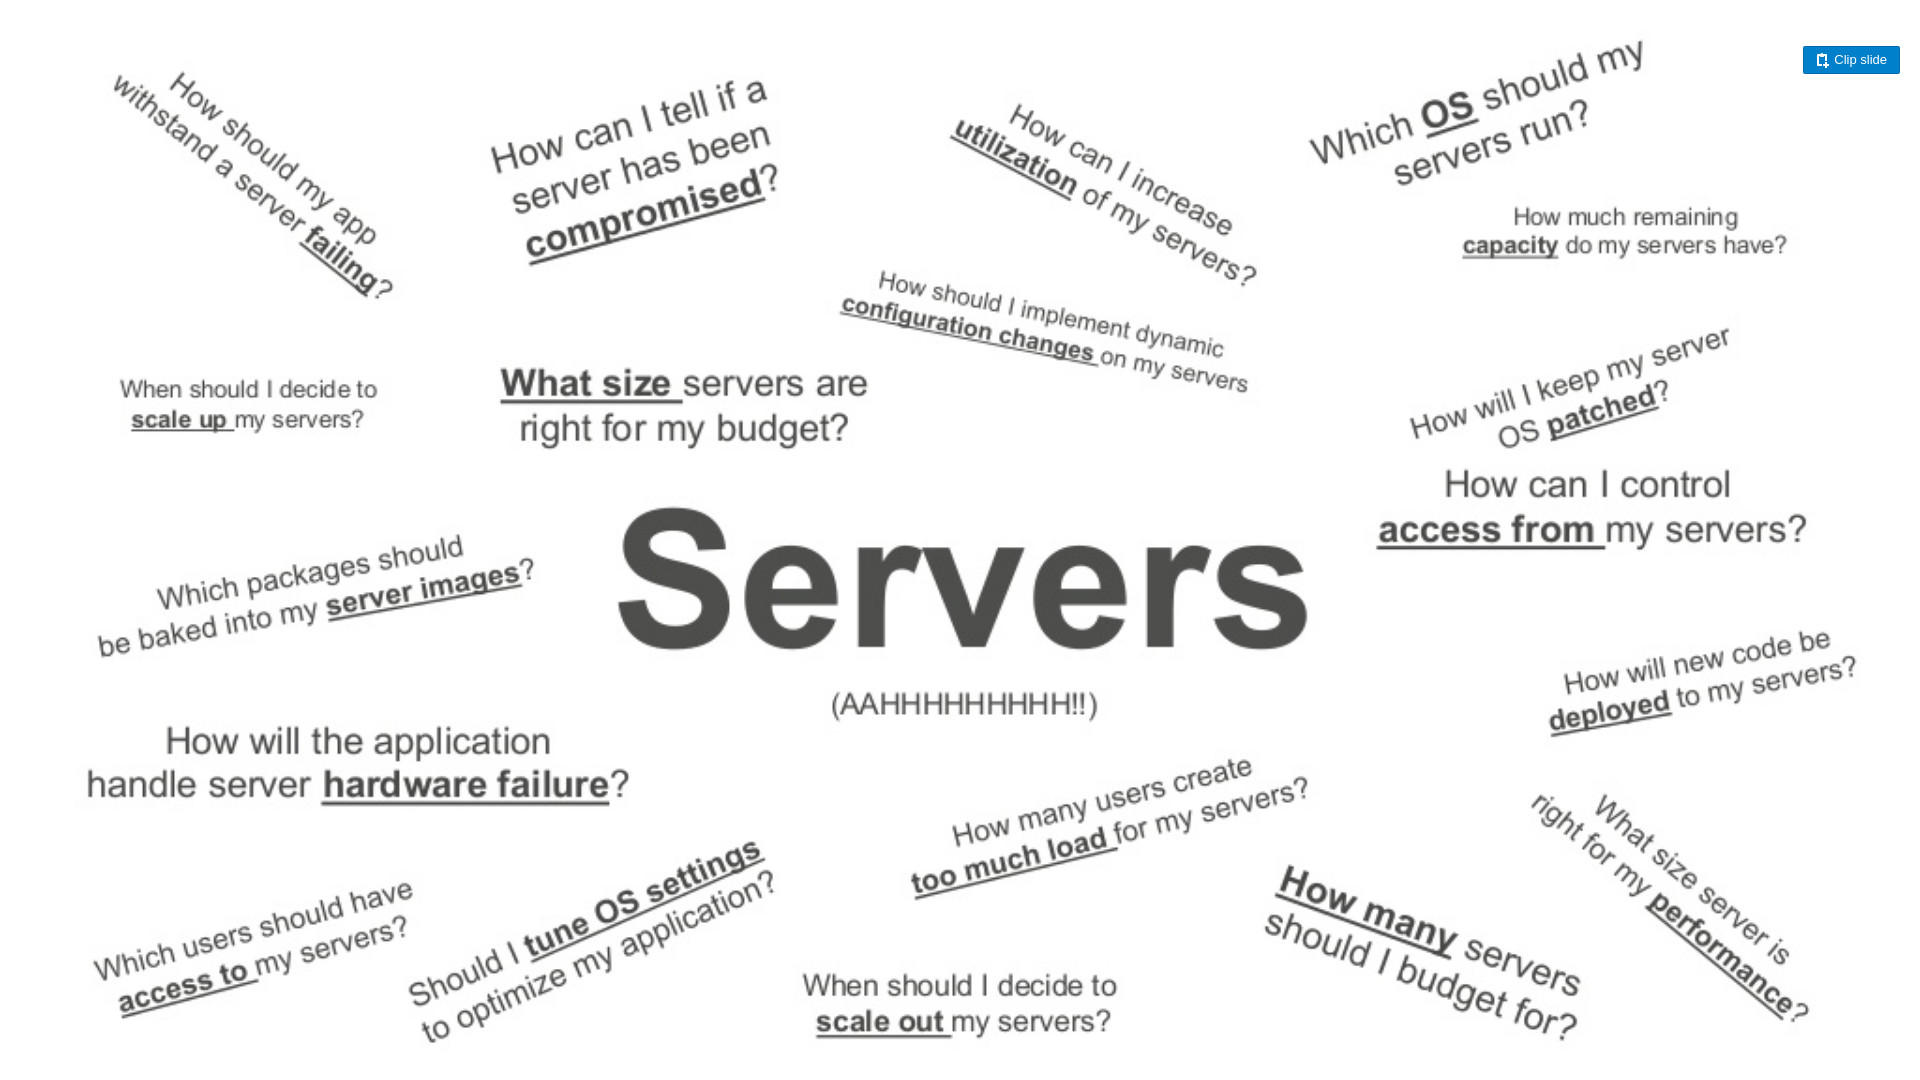 Clip slide
How should my app
withstand a server failing?
How can I tell if a
server has been
compromised?
How can I increase
utilization of my servers?
Which OS should my
servers run?
How much remaining
capacity do my servers have?
How should I implement dynamic
configuration changes on my servers
When should I decide to
scale up my servers?
What size servers are
right for my budget?
How will I keep my server
OS patched?
How can I control
access from my servers?
Servers
(AAHHHHHHHHH!!)
Which packages should
be baked into my server images?
How will new code be
deployed to my servers?
How will the application
handle server hardware failure?
How many users create
too much load for my servers?
What size server is
right for my performance?
Which users should have
access to my servers?
Should I tune OS settings
to optimize my application?
When should I decide to
scale out my servers?
How many servers
should I budget for?